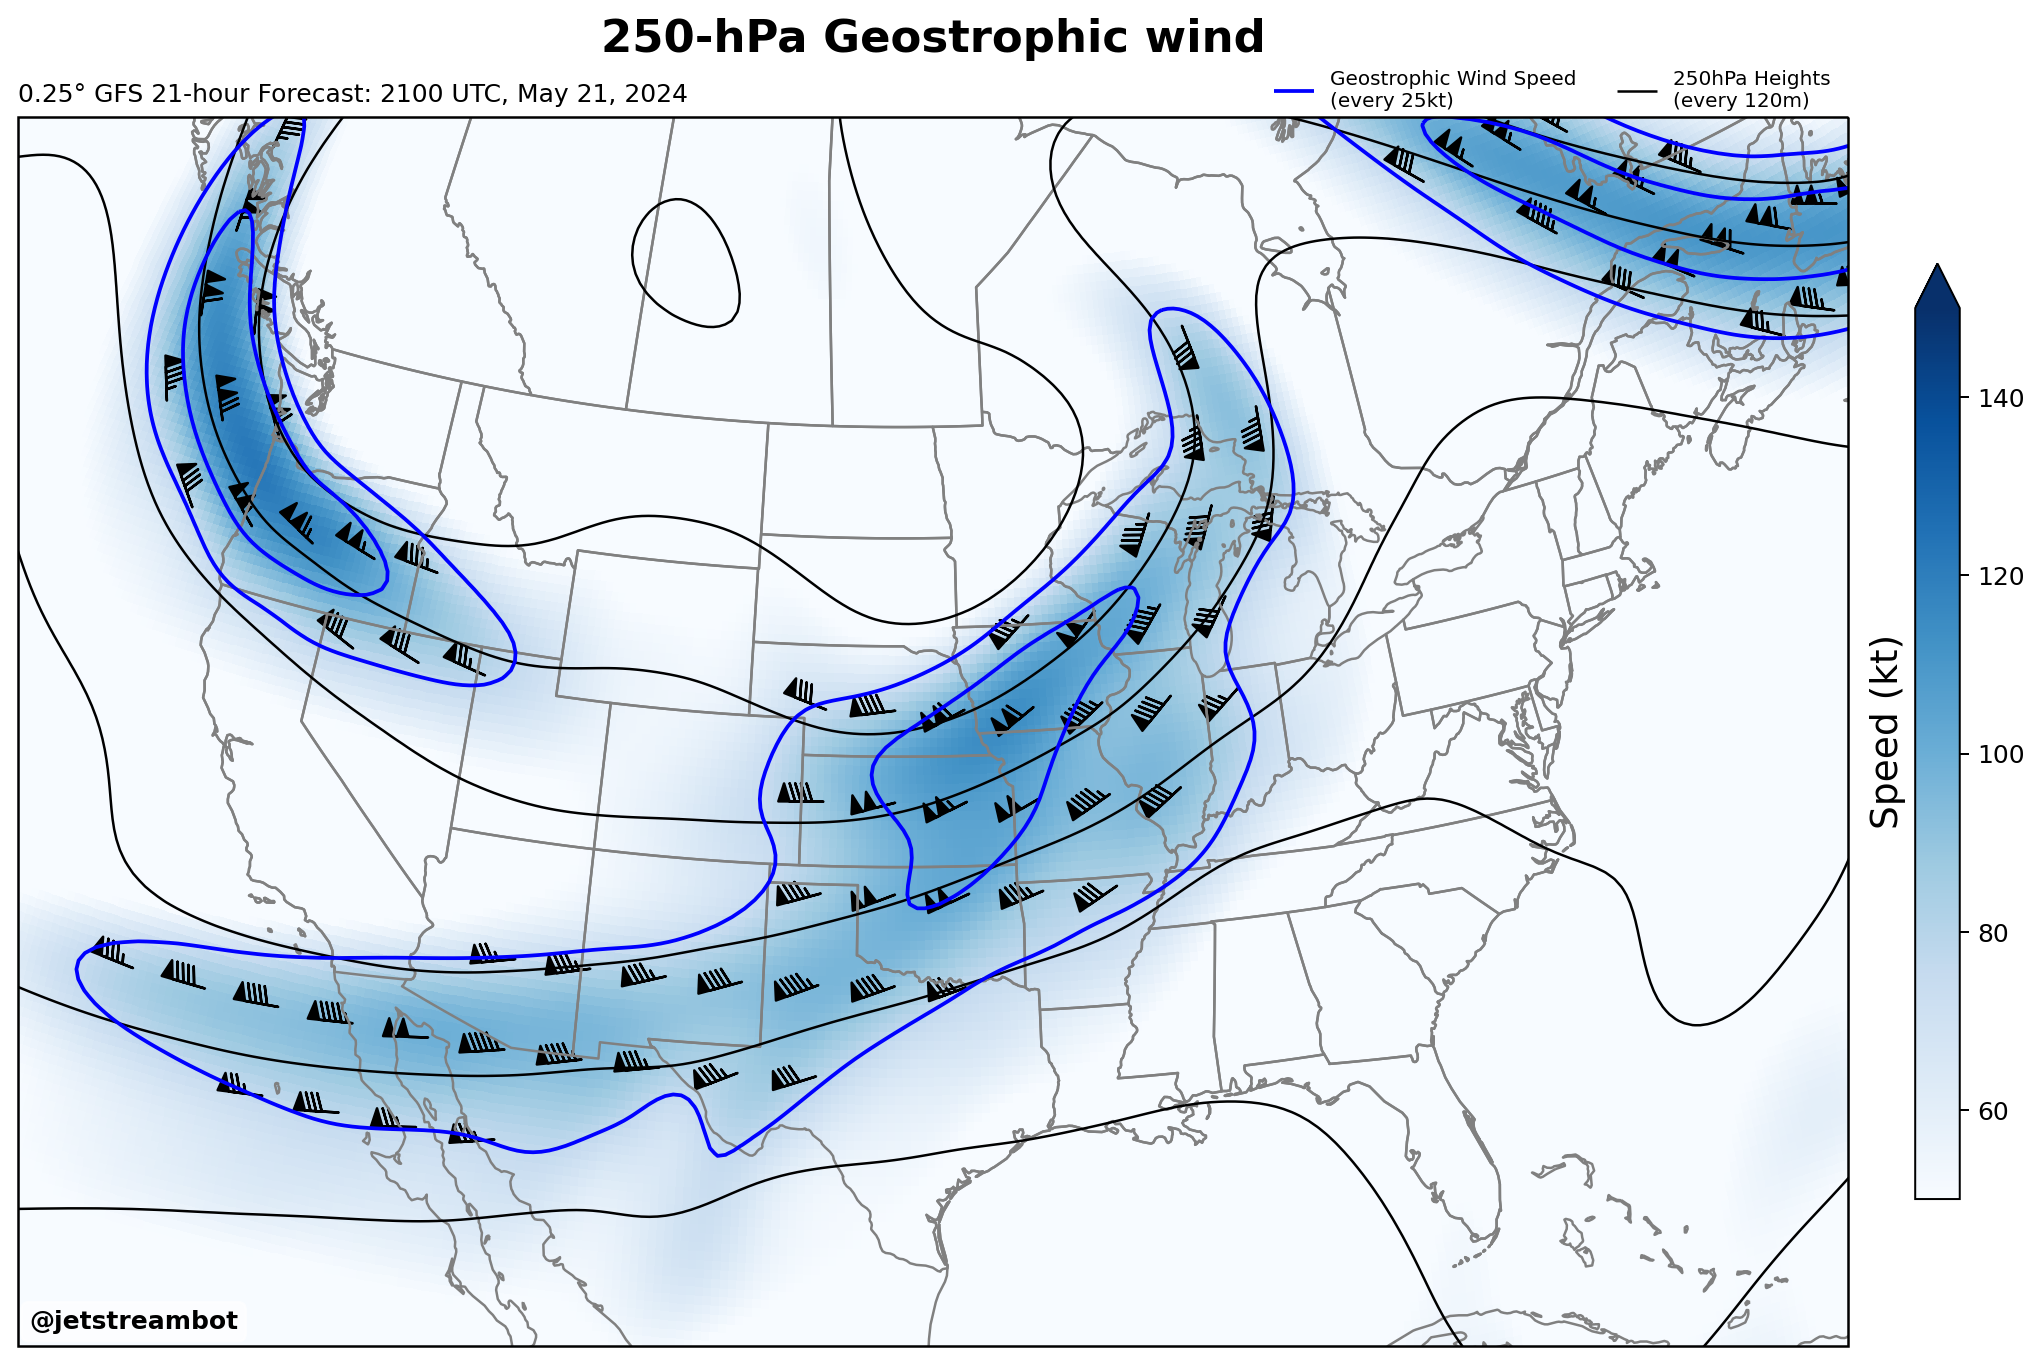 250-hPa Geostrophic wind
0.25° GFS 21-hour Forecast: 2100 UTC, May 21, 2024
Geostrophic Wind Speed
(every 25kt)
250hPa Heights
(every 120m)
140
120
100
80
60
Speed (kt)
@jetstreambot